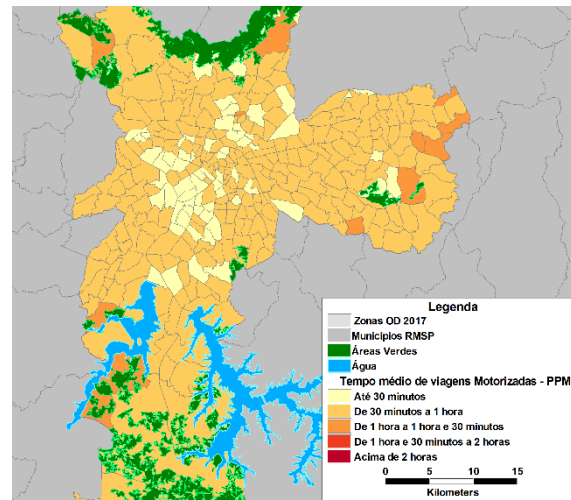 Legenda
Zonas OD 2017
Municípios RMSP
Áreas Verdes
Água
Tempo médio de viagens Motorizadas - PPM
Até 30 minutos
De 30 minutos a 1 hora
De 1 hora a 1 hora e 30 minutos
De 1 hora e 30 minutos a 2 horas
Acima de 2 horas
0 5 10 15
Kilometers